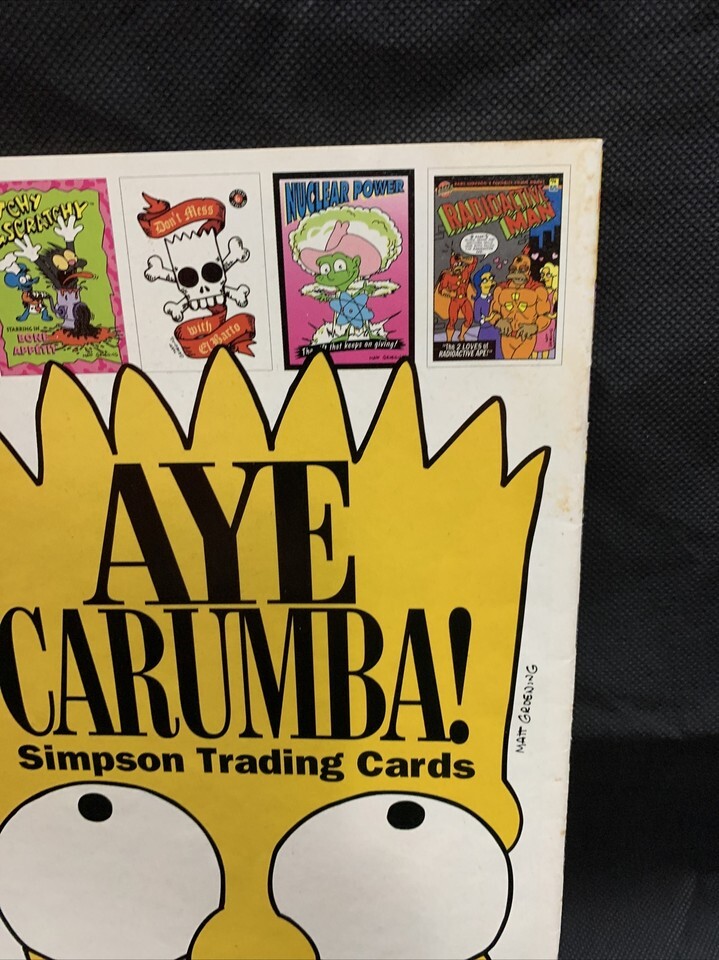 TCHY
SCRATCHY
STARRING IN
BONE
APPETIT
Don't Mess
with
El Barto
NUCLEAR POWER
that keeps on giving!
RADIOACTIVE
MAN
"The 2 LOVES of
RADIOACTIVE APE!"
AYE
CARUMBA!
Simpson Trading Cards
MATT GROENING